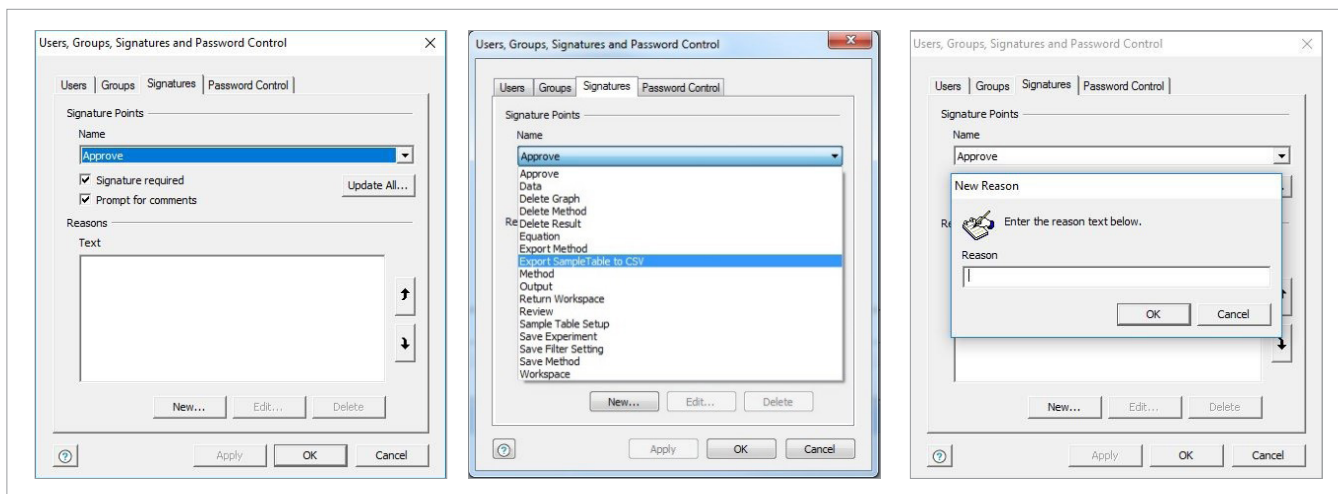 Users, Groups, Signatures and Password Control
Users Groups Signatures Password Control
Signature Points
Name
Approve
Signature required
Update All...
Prompt for comments
Reasons
Text
New... Edit... Delete
Apply OK Cancel
Users, Groups, Signatures and Password Control
Users Groups Signatures Password Control
Signature Points
Name
Approve
Approve
Data
Delete Graph
Delete Method
Re Delete Result
Equation
Export Method
Export SampleTable to CSV
Method
Output
Return Workspace
Review
Sample Table Setup
Save Experiment
Save Filter Setting
Save Method
Workspace
New... Edit... Delete
Apply OK Cancel
Users, Groups, Signatures and Password Control
Users Groups Signatures Password Control
Signature Points
Name
Approve
New Reason
Re
Enter the reason text below.
Reason
OK Cancel
New... Edit... Delete
Apply OK Cancel